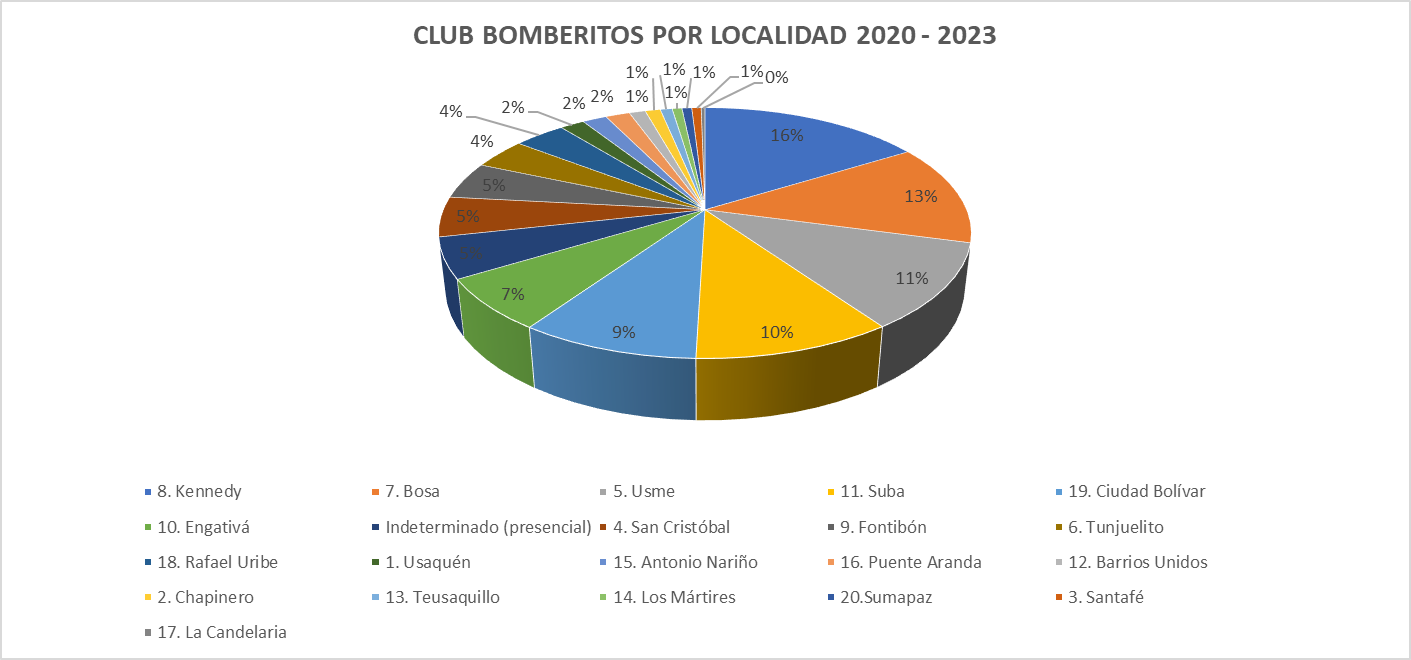 CLUB BOMBERITOS POR LOCALIDAD 2020 - 2023
16%
13%
11%
10%
9%
7%
5%
5%
4%
4%
2%
2%
2%
1%
1%
1%
1%
1%
1%
0%
8. Kennedy
7. Bosa
5. Usme
11. Suba
19. Ciudad Bolívar
10. Engativá
Indeterminado (presencial)
4. San Cristóbal
9. Fontibón
6. Tunjuelito
18. Rafael Uribe
1. Usaquén
15. Antonio Nariño
16. Puente Aranda
12. Barrios Unidos
2. Chapinero
13. Teusaquillo
14. Los Mártires
20.Sumapaz
3. Santafé
17. La Candelaria